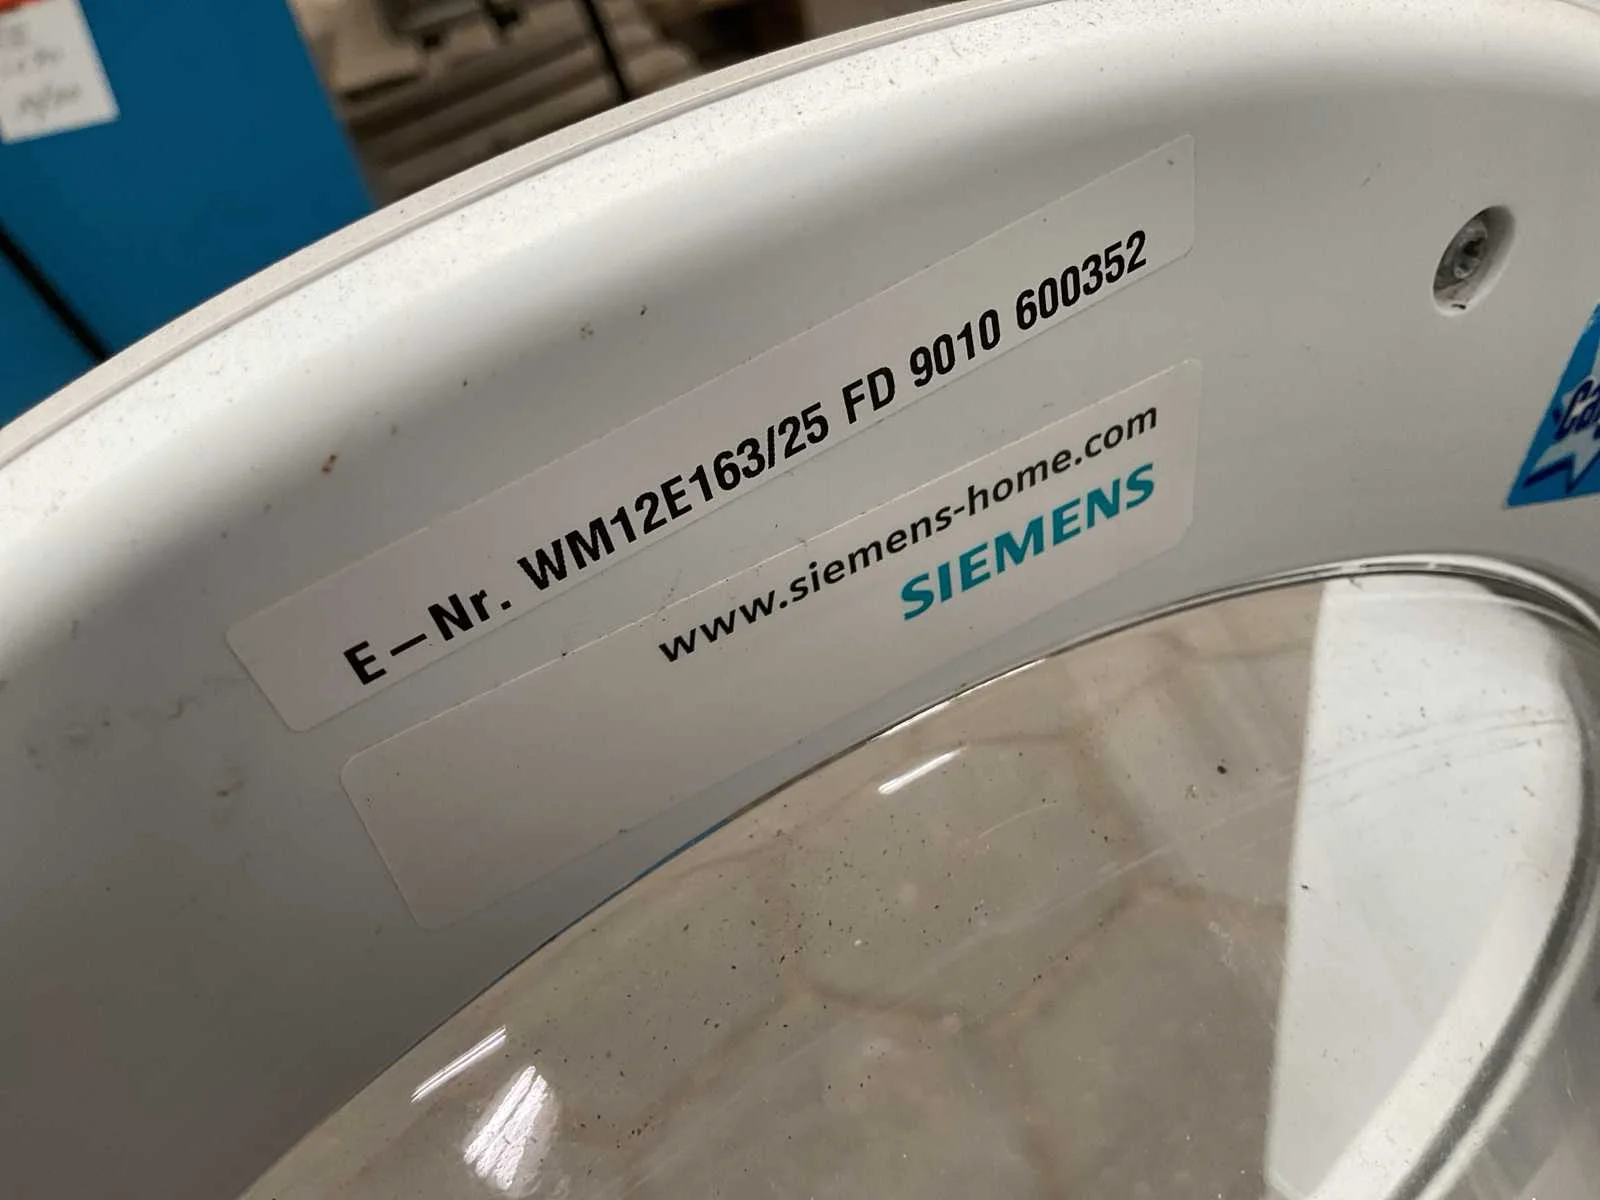 E-Nr. WM12E163/25 FD 9010 600352
www.siemens-home.com
SIEMENS